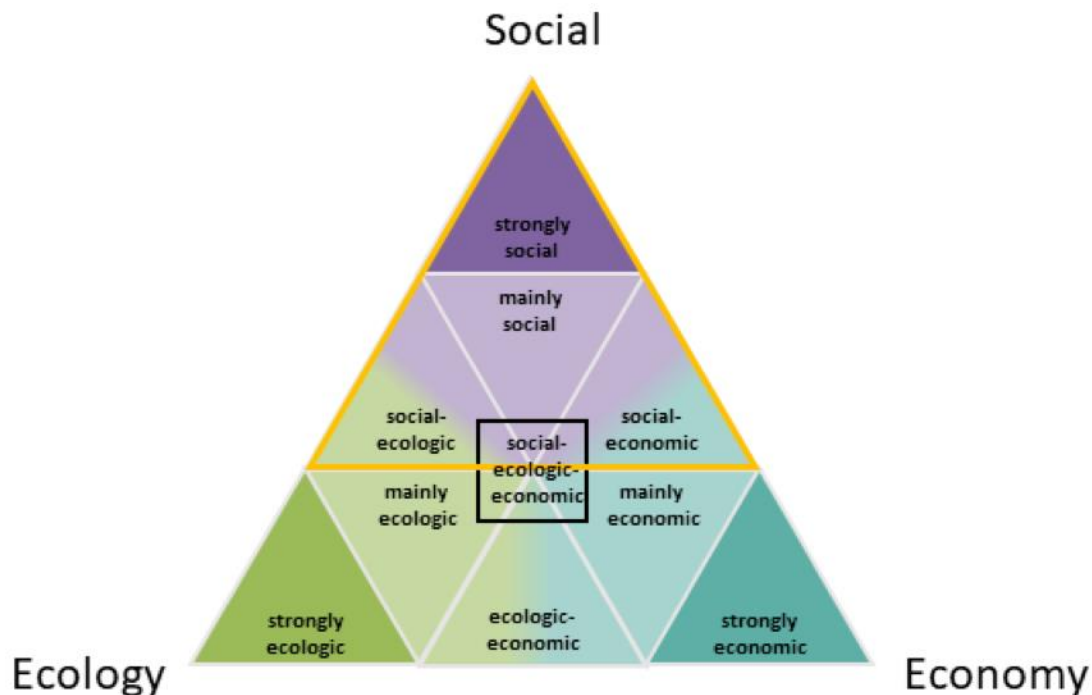 Social
strongly
social
mainly
social
social-
ecologic
social-
ecologic-
economic
social-
economic
mainly
ecologic
mainly
economic
strongly
ecologic
ecologic-
economic
strongly
economic
Ecology
Economy